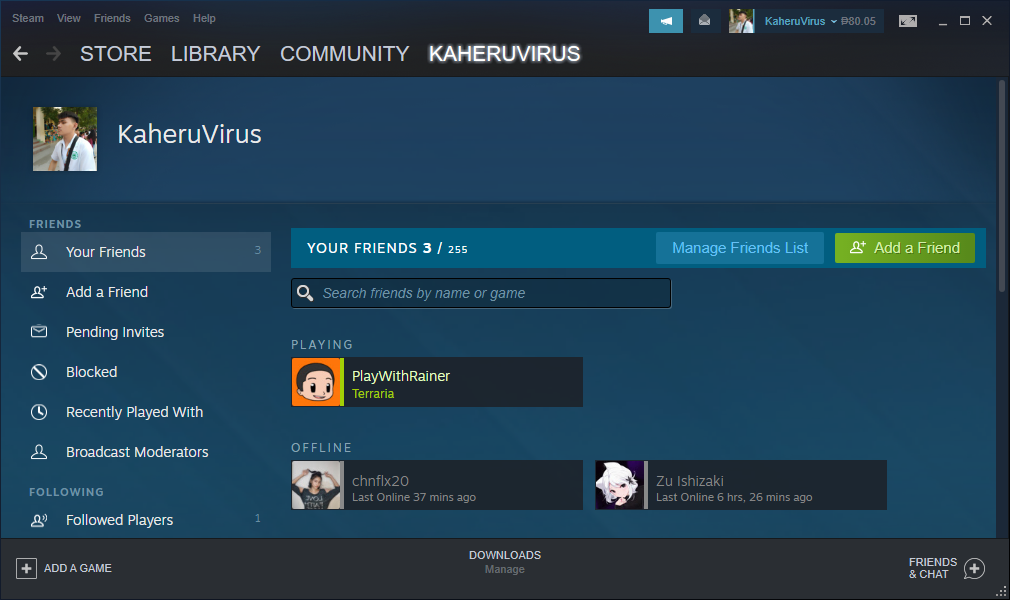 Steam View Friends Games Help
KaheruVirus ₱80.05
STORE LIBRARY COMMUNITY KAHERUVIRUS
KaheruVirus
FRIENDS
Your Friends 3
Add a Friend
Pending Invites
Blocked
Recently Played With
Broadcast Moderators
FOLLOWING
Followed Players 1
YOUR FRIENDS 3 / 255
Manage Friends List
Add a Friend
Search friends by name or game
PLAYING
PlayWithRainer
Terraria
OFFLINE
chnflx20
Last Online 37 mins ago
Zu Ishizaki
Last Online 6 hrs, 26 mins ago
ADD A GAME
DOWNLOADS
Manage
FRIENDS
& CHAT